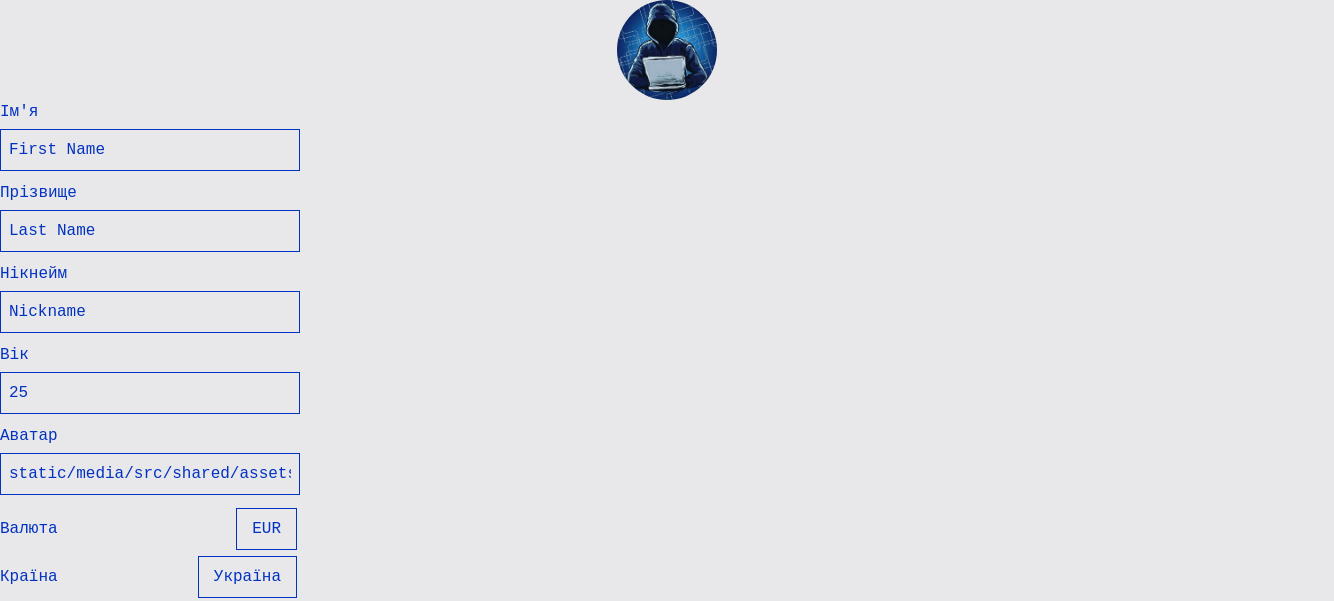 Ім'я
First Name
Прізвище
Last Name
Нікнейм
Nickname
Вік
25
Аватар
static/media/src/shared/assets
Валюта EUR
Країна Україна